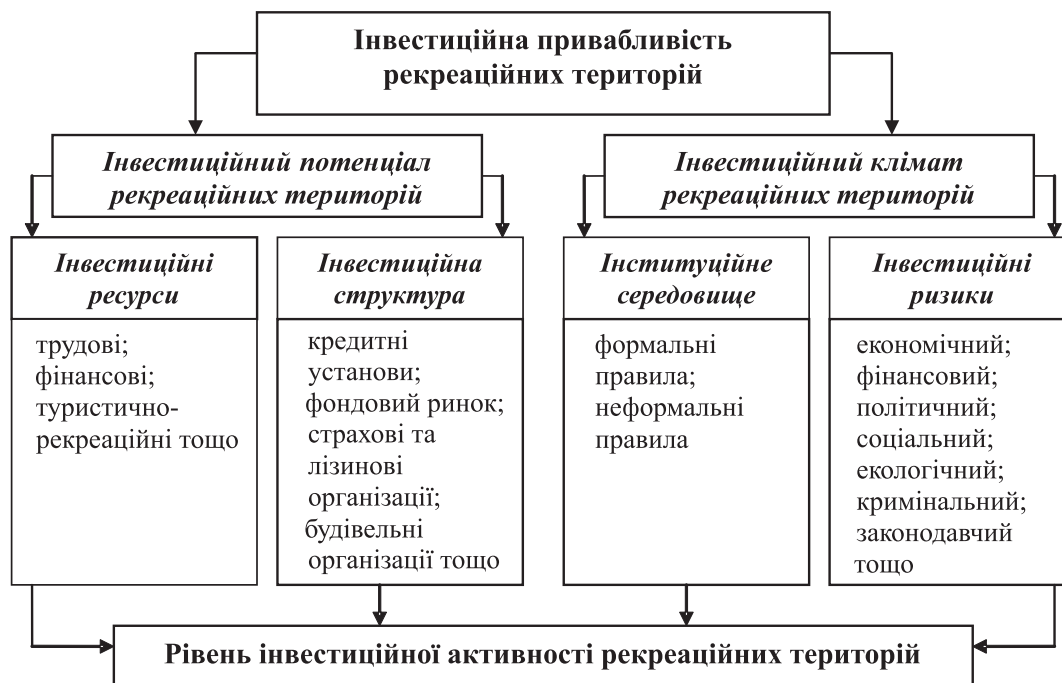 Інвестиційна привабливість
рекреаційних територій
Інвестиційний потенціал
рекреаційних територій
Інвестиційний клімат
рекреаційних територій
Інвестиційні
ресурси
трудові;
фінансові;
туристично-
рекреаційні тощо
Інвестиційна
структура
кредитні
установи;
фондовий ринок;
страхові та
лізинові
організації;
будівельні
організації тощо
Інституційне
середовище
формальні
правила;
неформальні
правила
Інвестиційні
ризики
економічний;
фінансовий;
політичний;
соціальний;
екологічний;
кримінальний;
законодавчий
тощо
Рівень інвестиційної активності рекреаційних територій